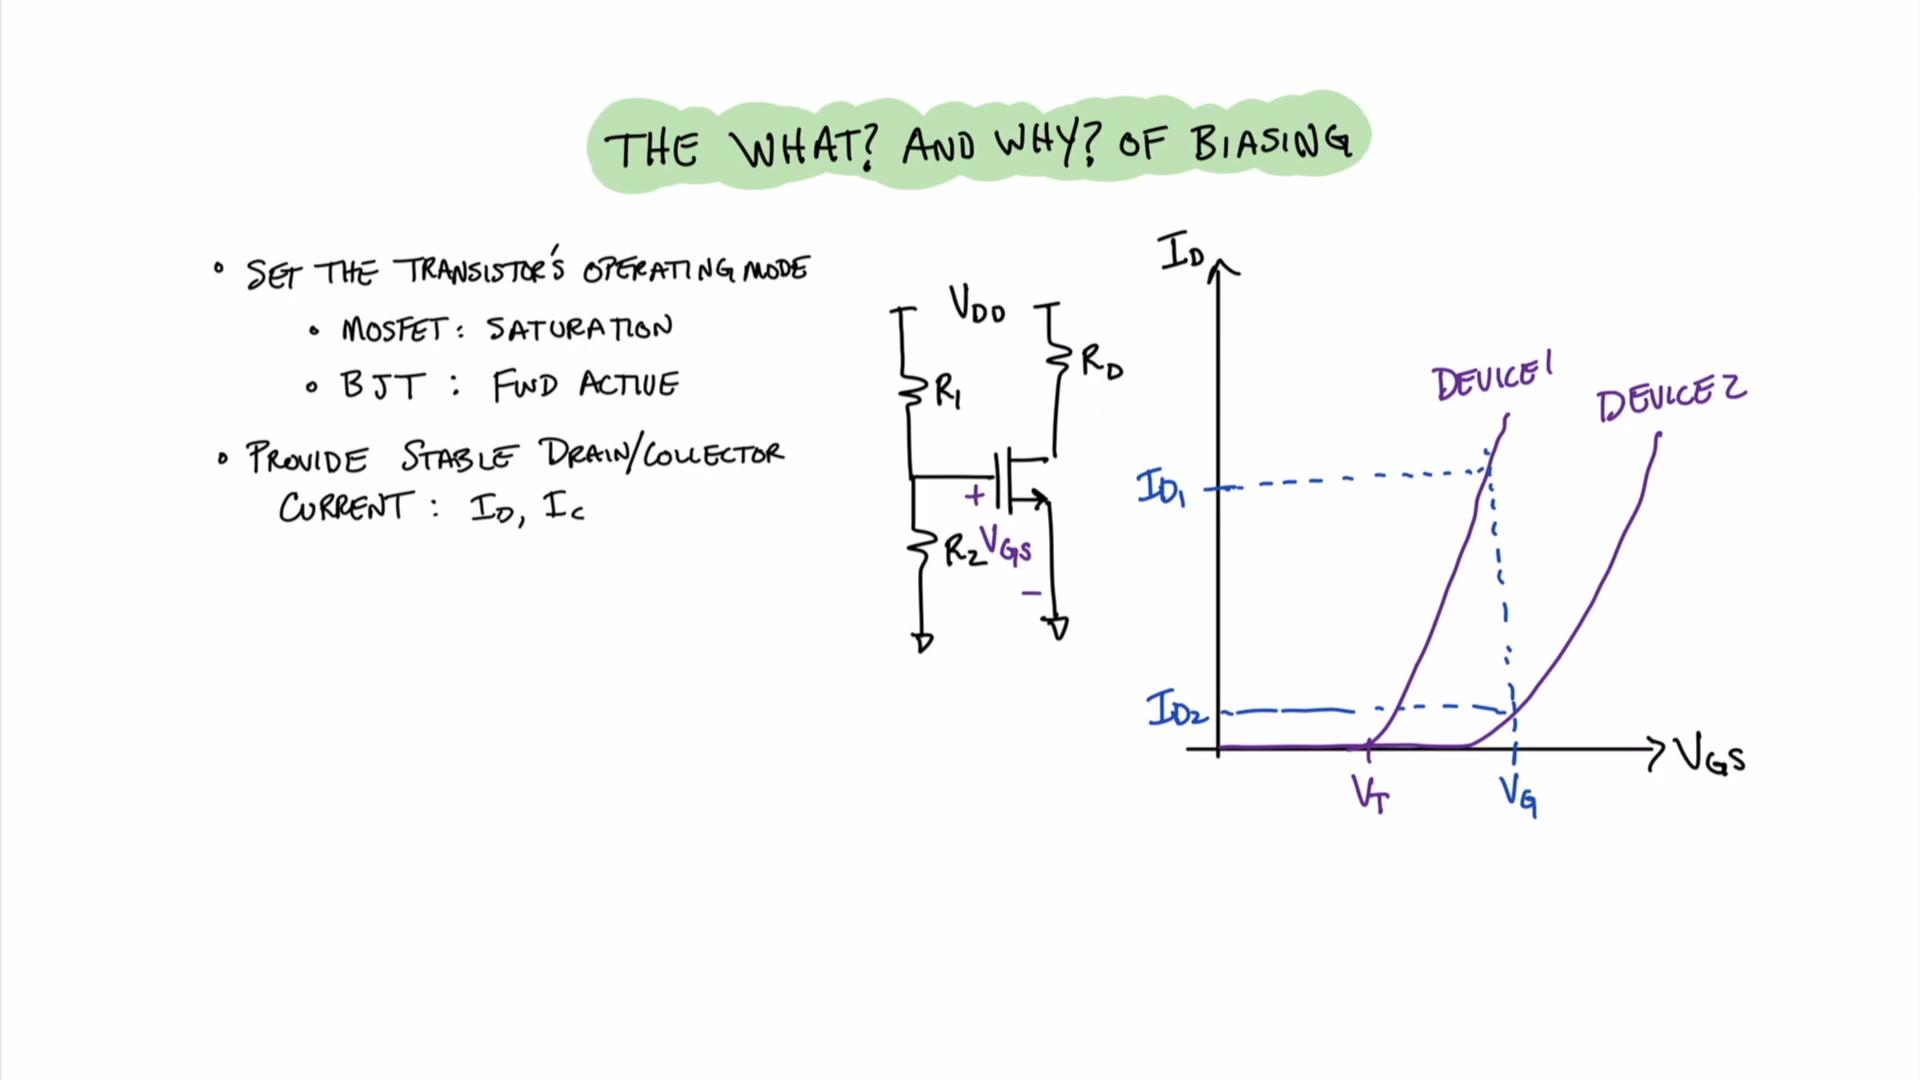 THE WHAT? AND WHY? OF BIASING
• SET THE TRANSISTOR'S OPERATING MODE
• MOSFET: SATURATION
• BJT : FWD ACTIVE
• PROVIDE STABLE DRAIN/COLLECTOR
CURRENT : ID, IC
VDD
R1
RD
+
R2
VGS
-
ID
DEVICE 1
DEVICE 2
ID1
ID2
VGS
VT
VG